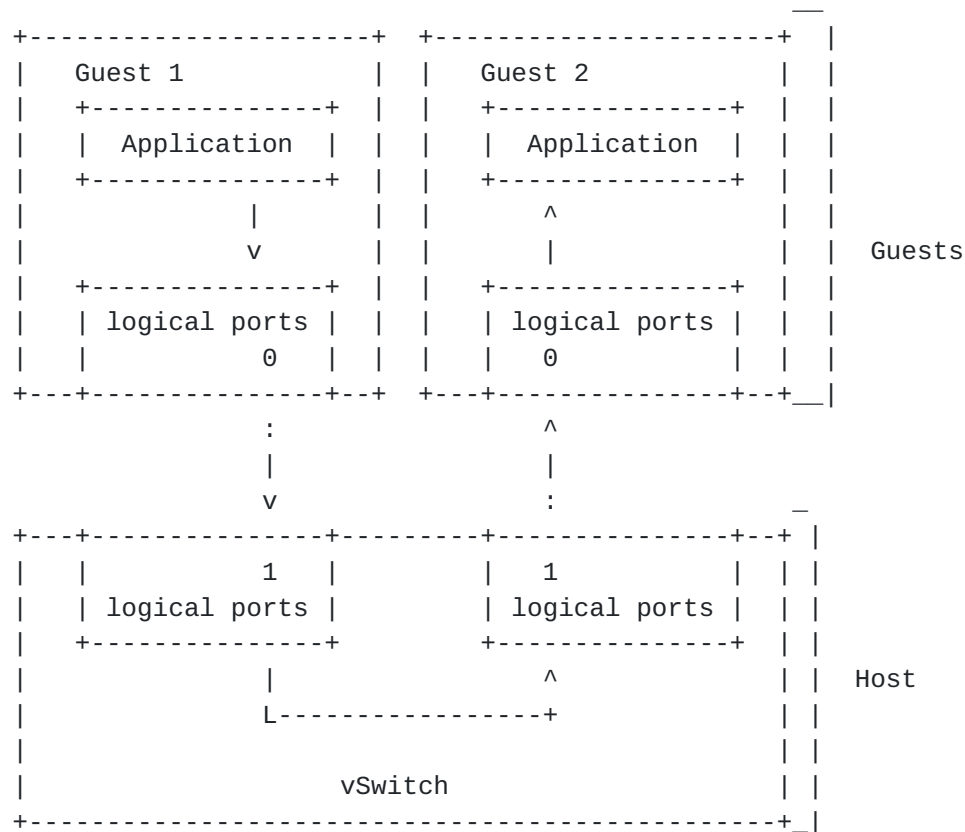 Guest 1 Guest 2
Application Application
Guests
logical ports logical ports
0 0
1 1
logical ports logical ports
Host
vSwitch